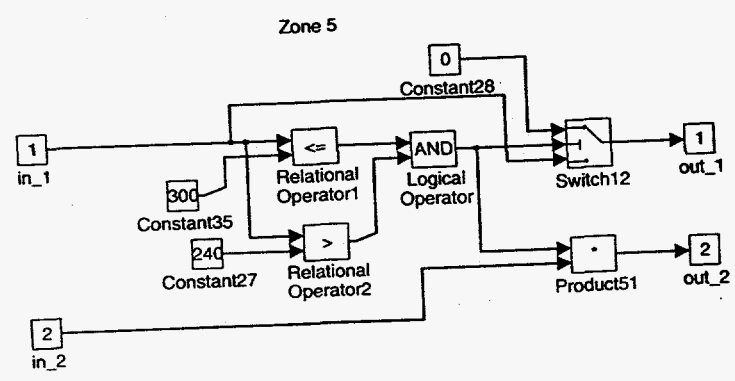 Zone 5
0
Constant28
1
in_1
<=
Relational
Operator1
AND
Logical
Operator
Switch12
1
out_1
300
Constant35
240
Constant27
>
Relational
Operator2
*
Product51
2
out_2
2
in_2